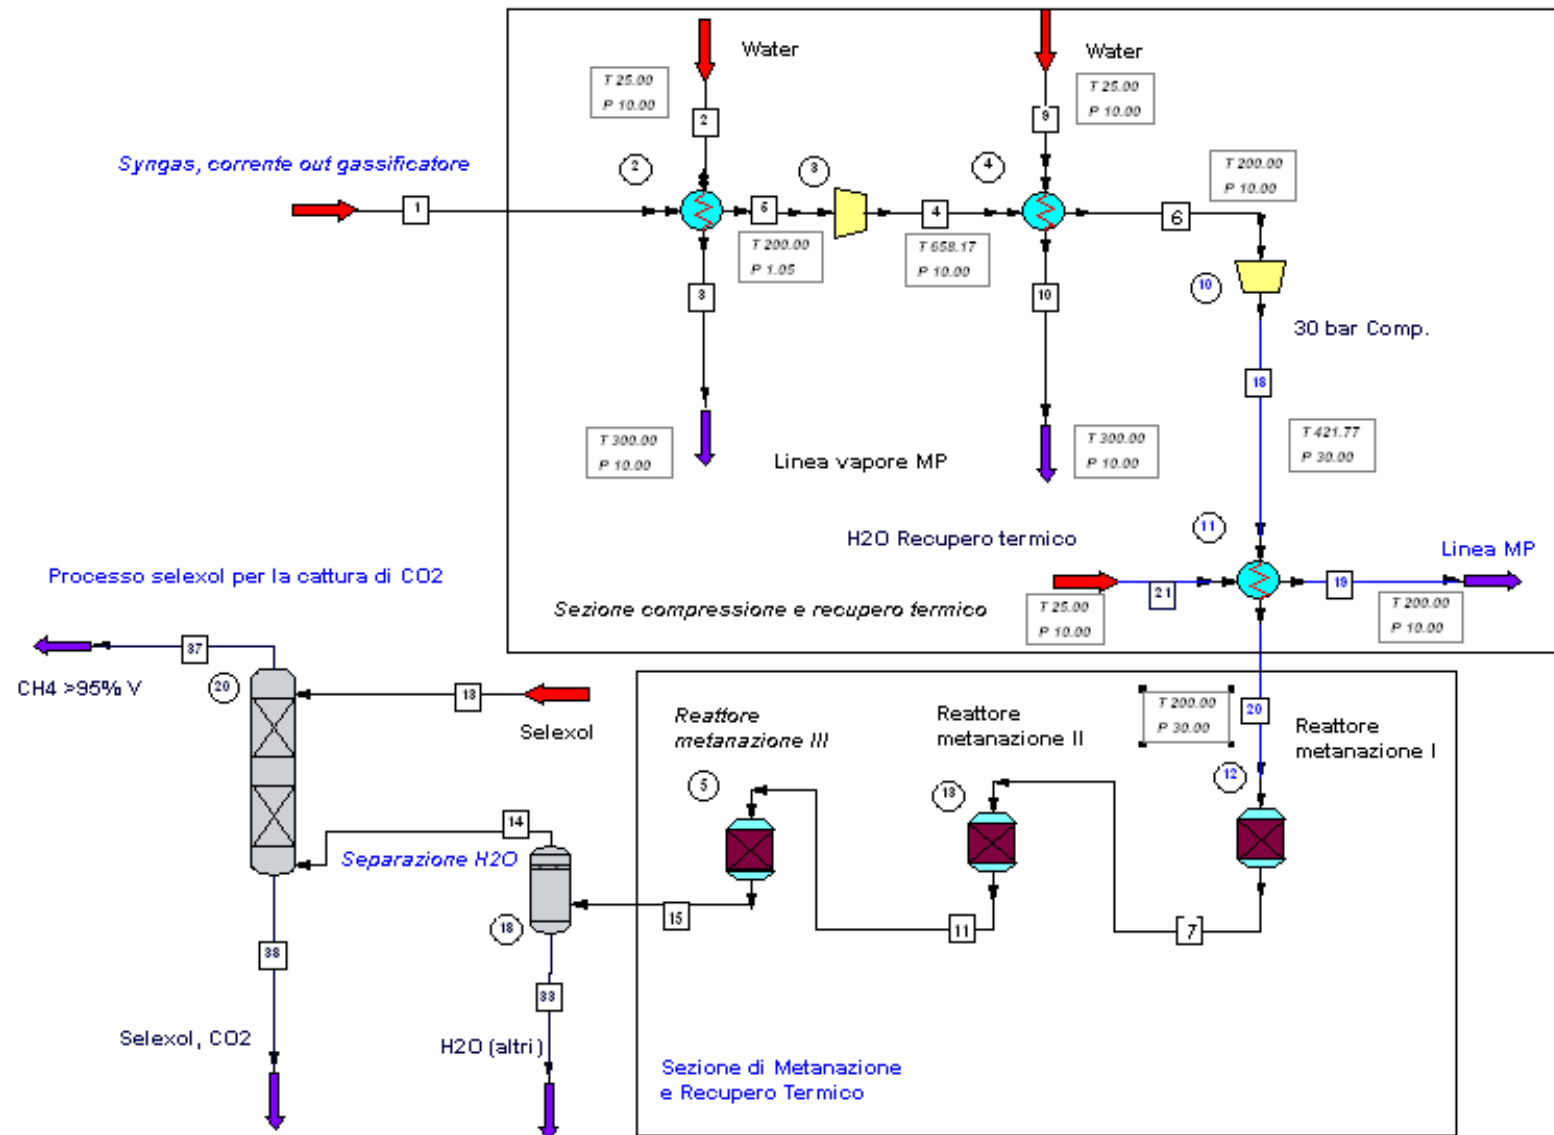 Water
Water
T 25.00
P 10.00
T 25.00
P 10.00
2
9
Syngas, corrente out gassificatore
2
3
4
T 200.00
P 10.00
1
5
4
6
T 200.00
P 1.05
T 658.17
P 10.00
3
10
10
30 bar Comp.
18
T 300.00
P 10.00
Linea vapore MP
T 300.00
P 10.00
T 421.77
P 30.00
H2O Recupero termico
11
Linea MP
Processo selexol per la cattura di CO2
Sezione compressione e recupero termico
21
19
T 25.00
P 10.00
T 200.00
P 10.00
37
CH4 >95% V
20
13
Selexol
Reattore
metanazione III
Reattore
metanazione II
T 200.00
P 30.00
20
Reattore
metanazione I
5
13
12
14
Separazione H2O
18
15
11
7
38
33
Selexol, CO2
H2O (altri)
Sezione di Metanazione
e Recupero Termico